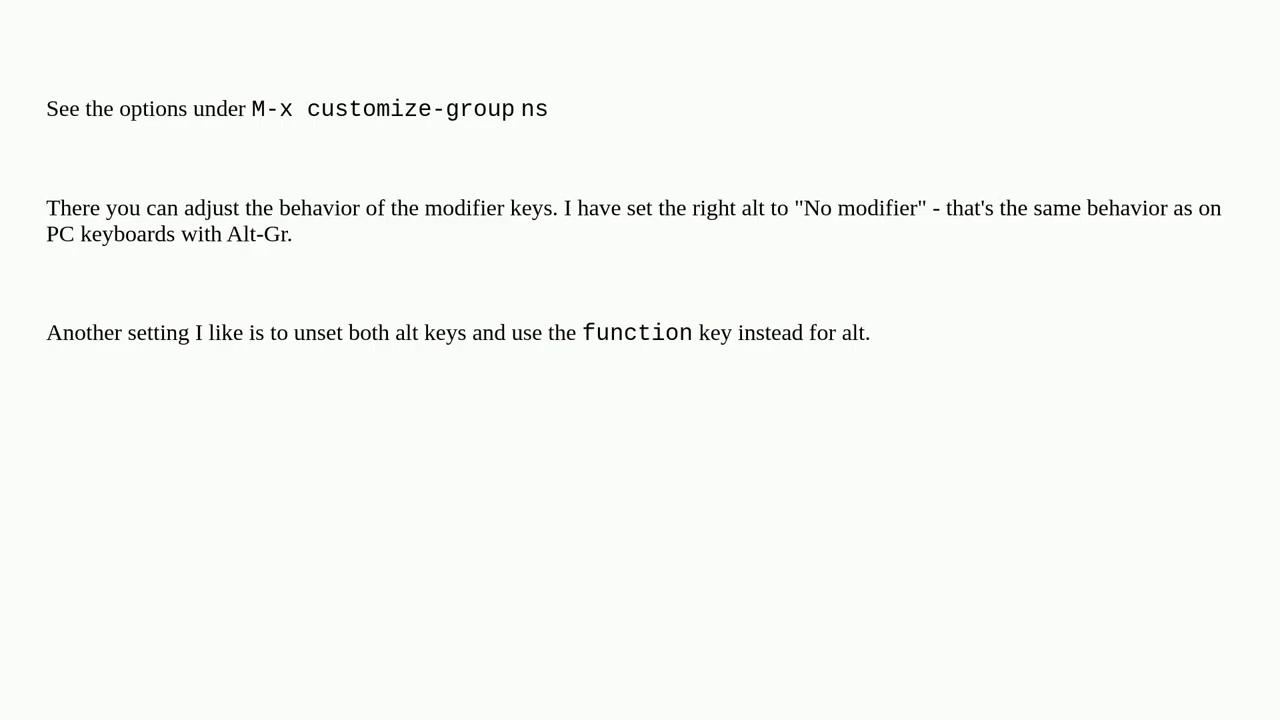 See the options under M-x customize-group ns
There you can adjust the behavior of the modifier keys. I have set the right alt to "No modifier" - that's the same behavior as on
PC keyboards with Alt-Gr.
Another setting I like is to unset both alt keys and use the function key instead for alt.